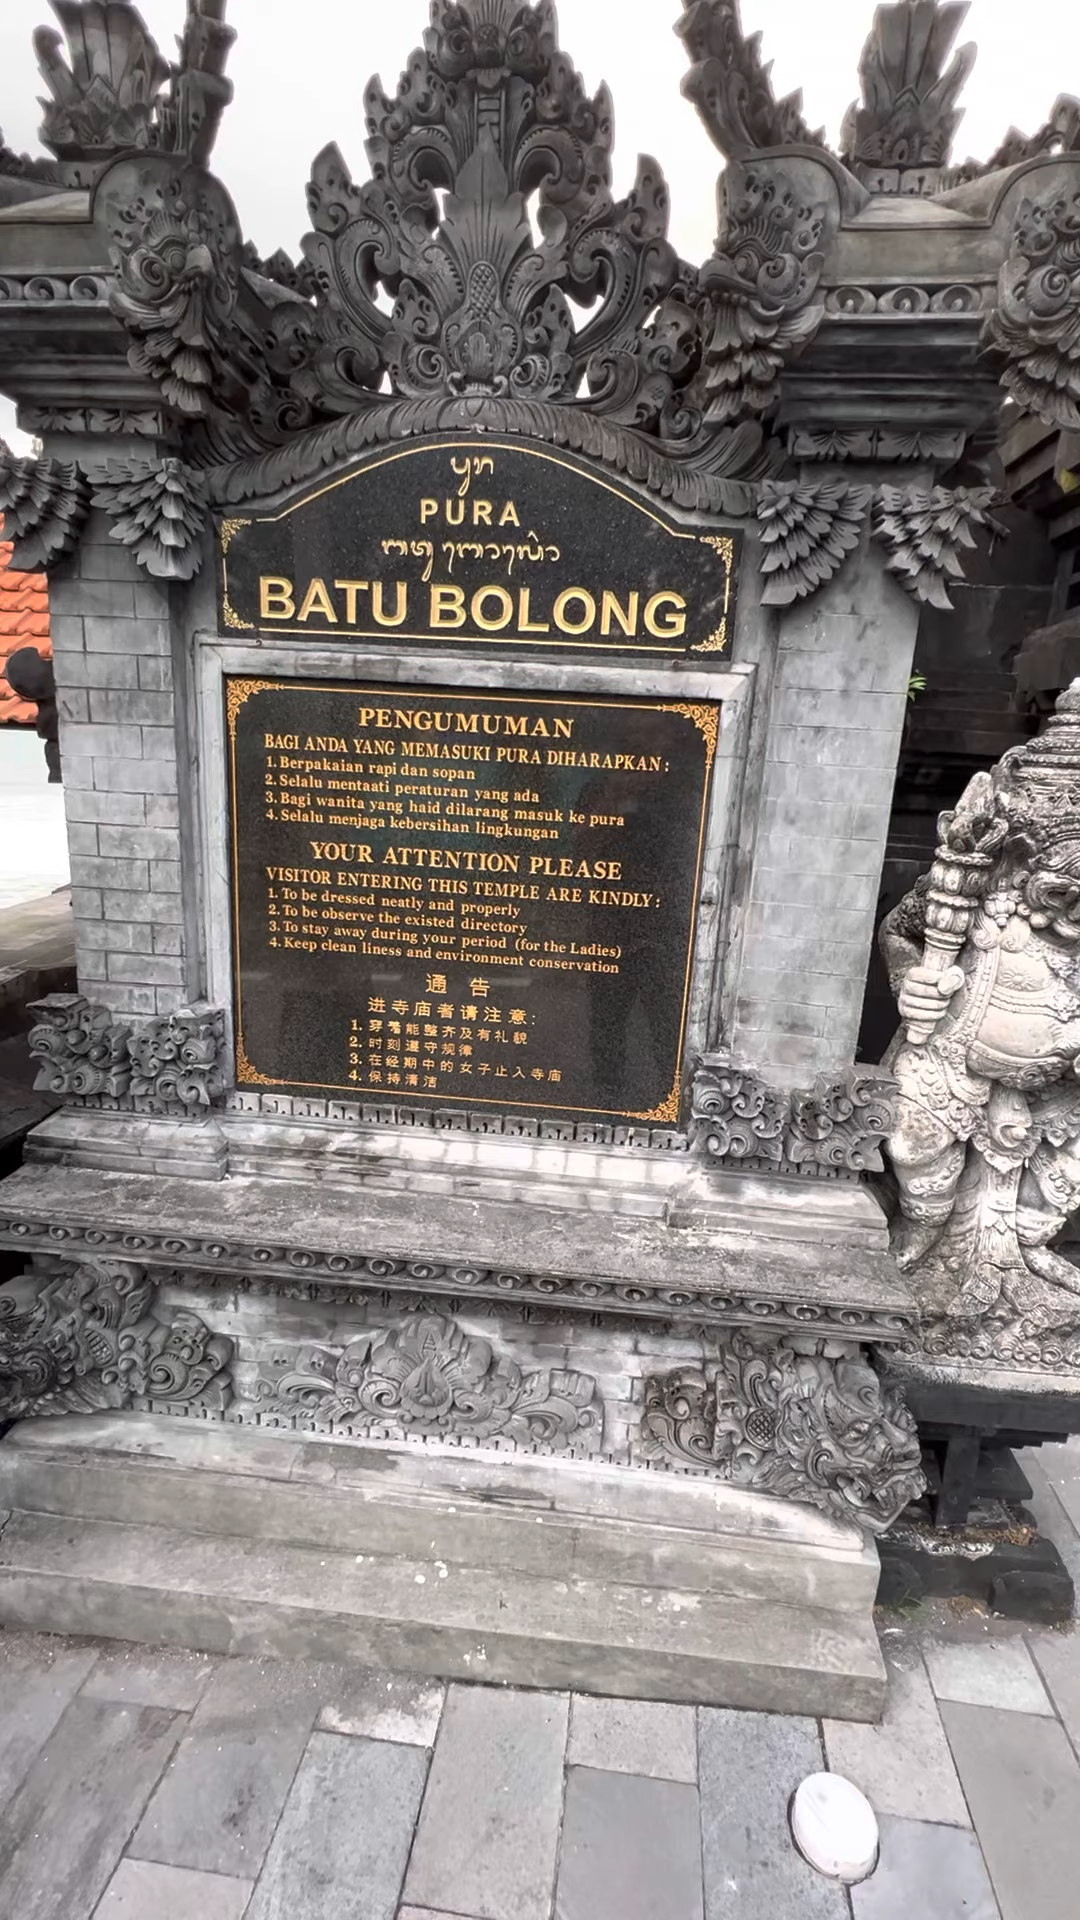 ᬧᬸᬭ
PURA
ᬩᬢᬸᬩᭀᬮᭀᬂ
BATU BOLONG
PENGUMUMAN
BAGI ANDA YANG MEMASUKI PURA DIHARAPKAN :
1. Berpakaian rapi dan sopan
2. Selalu mentaati peraturan yang ada
3. Bagi wanita yang haid dilarang masuk ke pura
4. Selalu menjaga kebersihan lingkungan
YOUR ATTENTION PLEASE
VISITOR ENTERING THIS TEMPLE ARE KINDLY :
1. To be dressed neatly and properly
2. To be observe the existed directory
3. To stay away during your period (for the Ladies)
4. Keep clean liness and environment conservation
通告
进寺庙者请注意:
1. 穿着能整齐及有礼貌
2. 时刻遵守规律
3. 在经期中的女子止入寺庙
4. 保持清洁